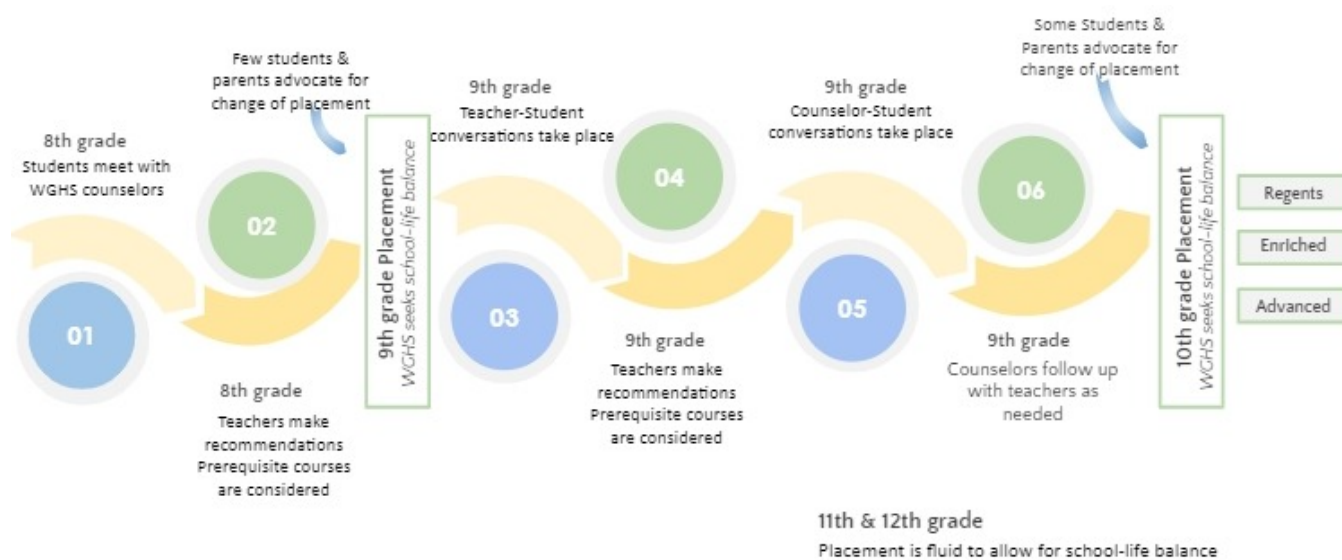 Few students &
parents advocate for
change of placement
Some Students &
Parents advocate for
change of placement
8th grade
Students meet with
WGHS counselors
01
02
8th grade
Teachers make
recommendations
Prerequisite courses
are considered
9th grade Placement
WGHS seeks school-life balance
9th grade
Teacher-Student
conversations take place
03
04
9th grade
Teachers make
recommendations
Prerequisite courses
are considered
9th grade
Counselor-Student
conversations take place
05
06
9th grade
Counselors follow up
with teachers as
needed
10th grade Placement
WGHS seeks school-life balance
Regents
Enriched
Advanced
11th & 12th grade
Placement is fluid to allow for school-life balance